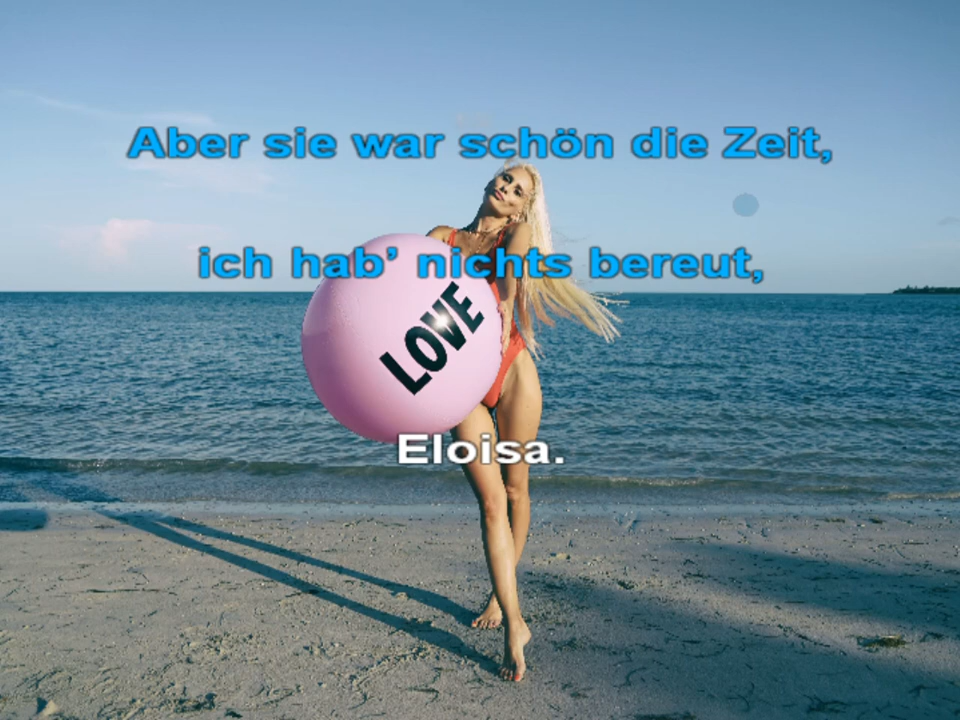 Aber sie war schön die Zeit,
ich hab’ nichts bereut,
LOVE
Eloisa.